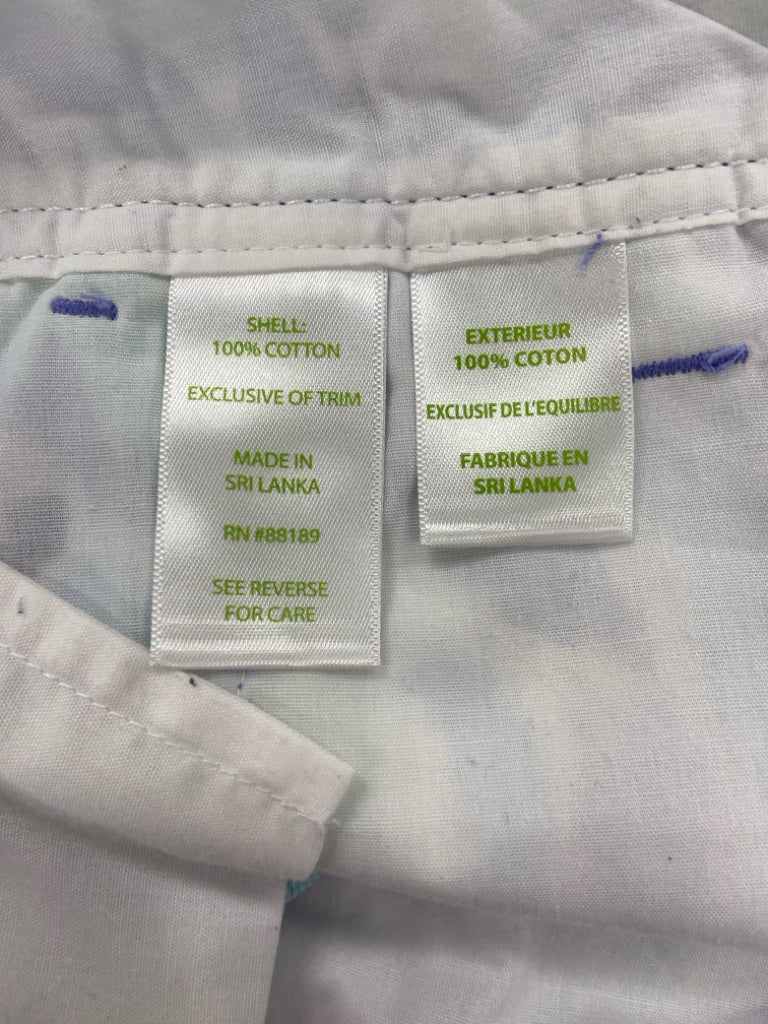 SHELL:
100% COTTON
EXCLUSIVE OF TRIM
MADE IN
SRI LANKA
RN #88189
SEE REVERSE
FOR CARE
EXTERIEUR
100% COTON
EXCLUSIF DE L'EQUILIBRE
FABRIQUE EN
SRI LANKA